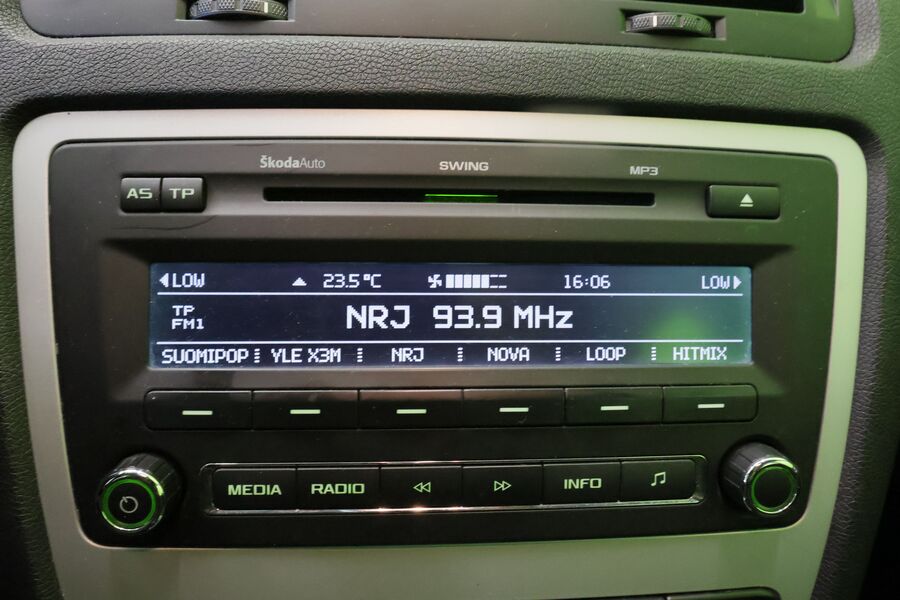 ŠkodaAuto SWING MP3
AS TP
LOW 23.5°C 16:06 LOW
TP
FM1
NRJ 93.9 MHz
SUOMIPOP YLE X3M NRJ NOVA LOOP HITMIX
MEDIA RADIO INFO